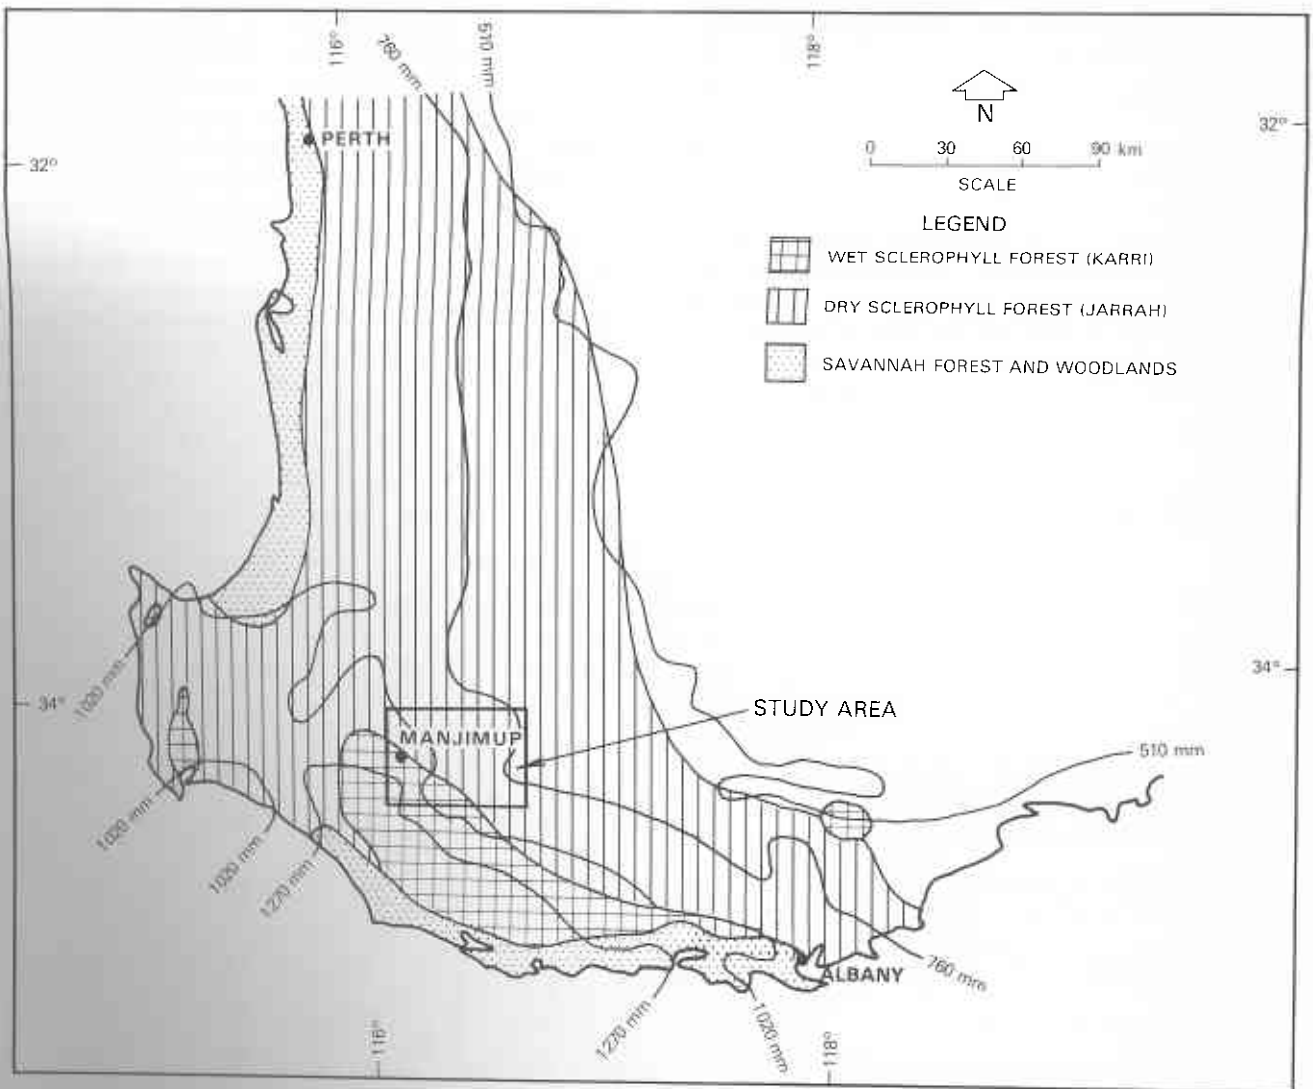 116°
760 mm
510 mm
118°
N
32°
32°
0 30 60 90 km
SCALE
PERTH
LEGEND
WET SCLEROPHYLL FOREST (KARRI)
DRY SCLEROPHYLL FOREST (JARRAH)
SAVANNAH FOREST AND WOODLANDS
34°
34°
1020 mm
STUDY AREA
MANJIMUP
510 mm
1020 mm
1020 mm
1270 mm
ALBANY
760 mm
1270 mm
1020 mm
116°
118°